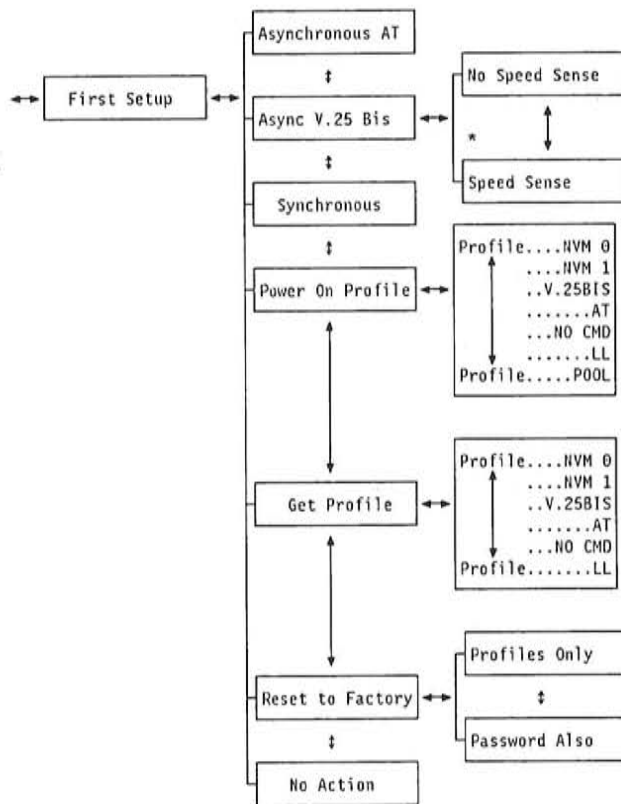 Asynchronous AT
First Setup
Async V.25 Bis
No Speed Sense
*
Speed Sense
Synchronous
Power On Profile
Profile....NVM 0
....NVM 1
..V.25BIS
.......AT
...NO CMD
.......LL
Profile.....POOL
Get Profile
Profile....NVM 0
....NVM 1
..V.25BIS
.......AT
...NO CMD
Profile.......LL
Reset to Factory
Profiles Only
Password Also
No Action